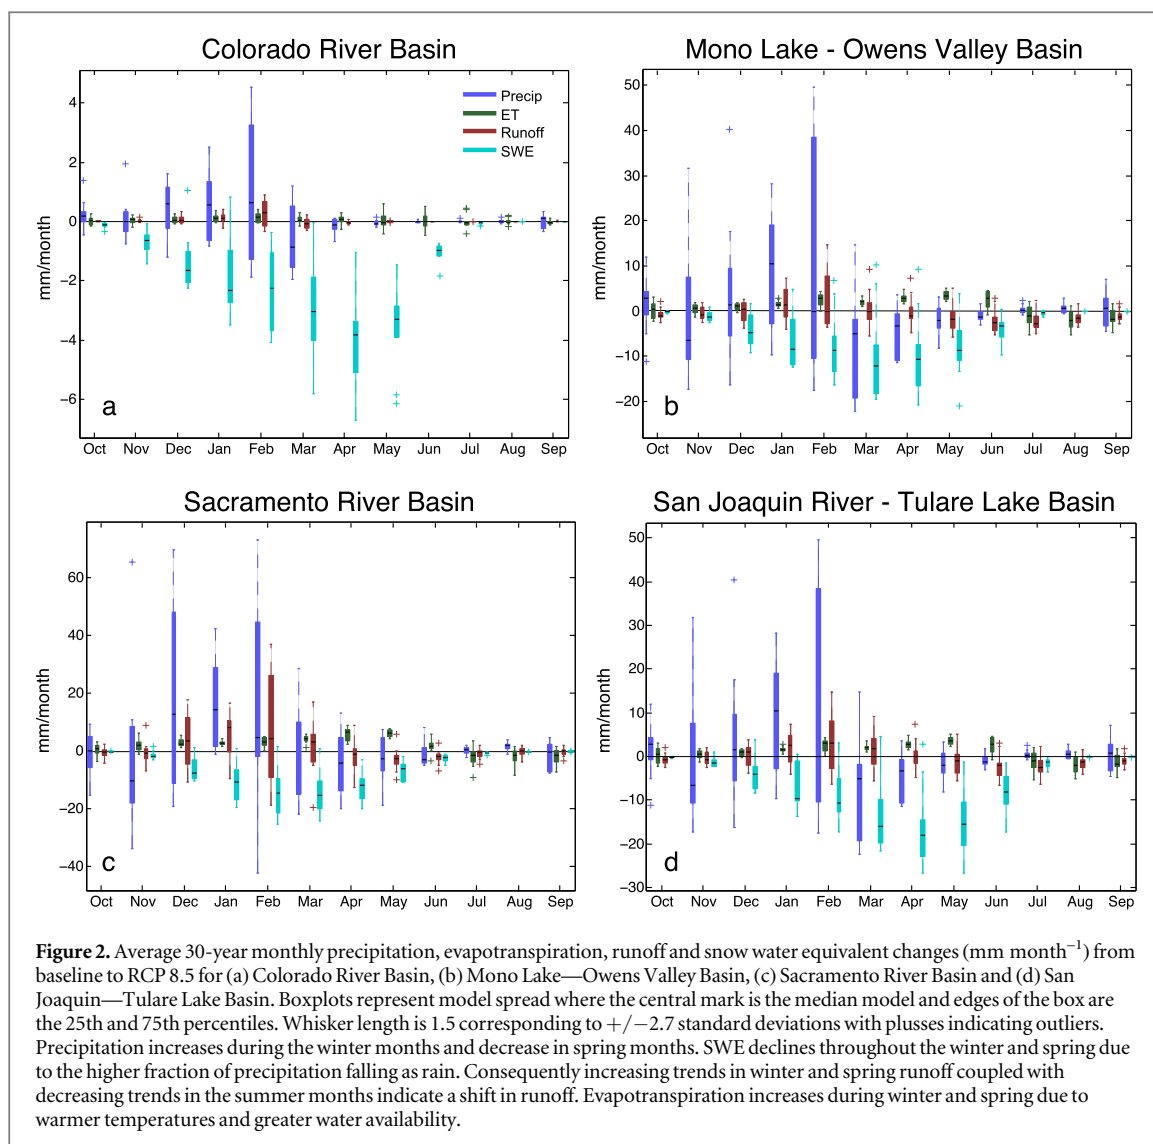 Colorado River Basin
mm/month
4
2
0
−2
−4
−6
Precip
ET
Runoff
SWE
a
Oct Nov Dec Jan Feb Mar Apr May Jun Jul Aug Sep
Mono Lake - Owens Valley Basin
mm/month
50
40
30
20
10
0
−10
−20
b
Oct Nov Dec Jan Feb Mar Apr May Jun Jul Aug Sep
Sacramento River Basin
mm/month
60
40
20
0
−20
−40
c
Oct Nov Dec Jan Feb Mar Apr May Jun Jul Aug Sep
San Joaquin River - Tulare Lake Basin
mm/month
50
40
30
20
10
0
−10
−20
−30
d
Oct Nov Dec Jan Feb Mar Apr May Jun Jul Aug Sep
Figure 2. Average 30-year monthly precipitation, evapotranspiration, runoff and snow water equivalent changes (mm month⁻¹) from
baseline to RCP 8.5 for (a) Colorado River Basin, (b) Mono Lake—Owens Valley Basin, (c) Sacramento River Basin and (d) San
Joaquin—Tulare Lake Basin. Boxplots represent model spread where the central mark is the median model and edges of the box are
the 25th and 75th percentiles. Whisker length is 1.5 corresponding to +/−2.7 standard deviations with plusses indicating outliers.
Precipitation increases during the winter months and decrease in spring months. SWE declines throughout the winter and spring due
to the higher fraction of precipitation falling as rain. Consequently increasing trends in winter and spring runoff coupled with
decreasing trends in the summer months indicate a shift in runoff. Evapotranspiration increases during winter and spring due to
warmer temperatures and greater water availability.